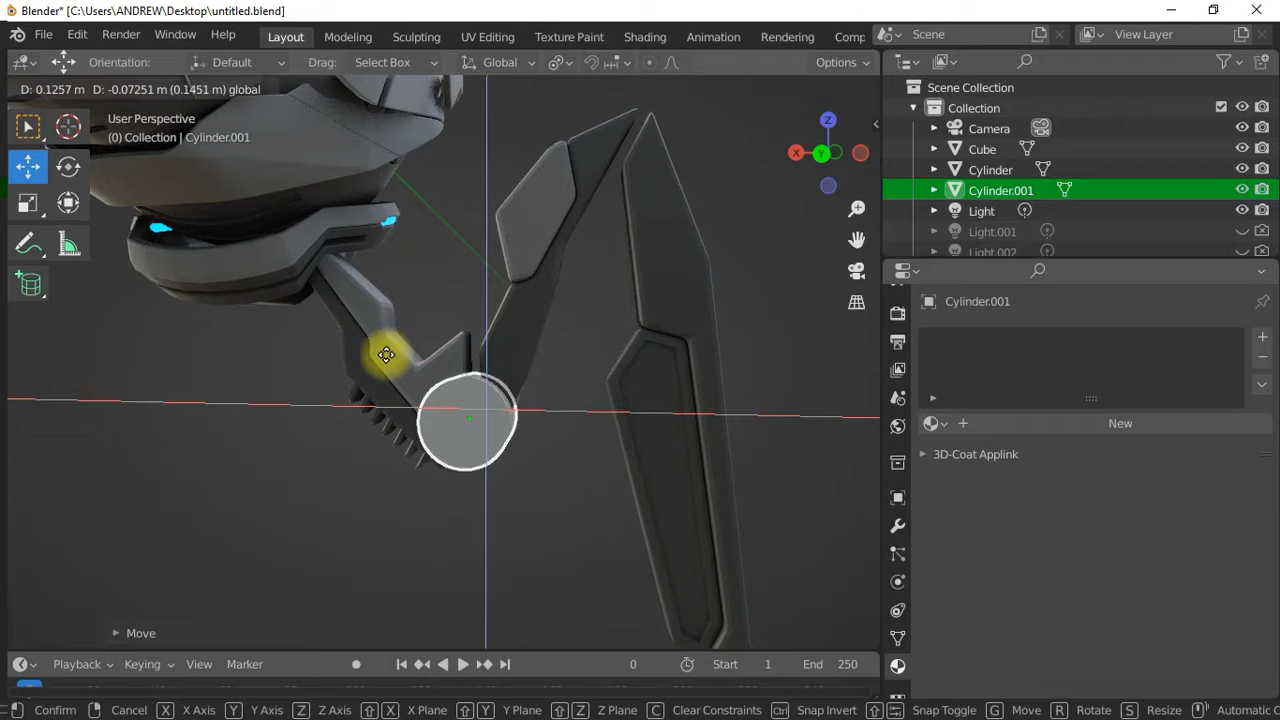 Blender* [C:\Users\ANDREW\Desktop\untitled.blend]
File Edit Render Window Help Layout Modeling Sculpting UV Editing Texture Paint Shading Animation Rendering Comp Scene View Layer
Orientation: Default Drag: Select Box Global Options
D: 0.1257 m D: -0.07251 m (0.1451 m) global
User Perspective
(0) Collection | Cylinder.001
Z
X Y
Move
Scene Collection
Collection
Camera
Cube
Cylinder
Cylinder.001
Light
Light.001
Light.002
Cylinder.001
New
3D-Coat Applink
Playback Keying View Marker 0 Start 1 End 250
Confirm Cancel X X Axis Y Y Axis Z Z Axis X X Plane Y Y Plane Z Z Plane C Clear Constraints Snap Invert Snap Toggle G Move R Rotate S Resize Automatic C